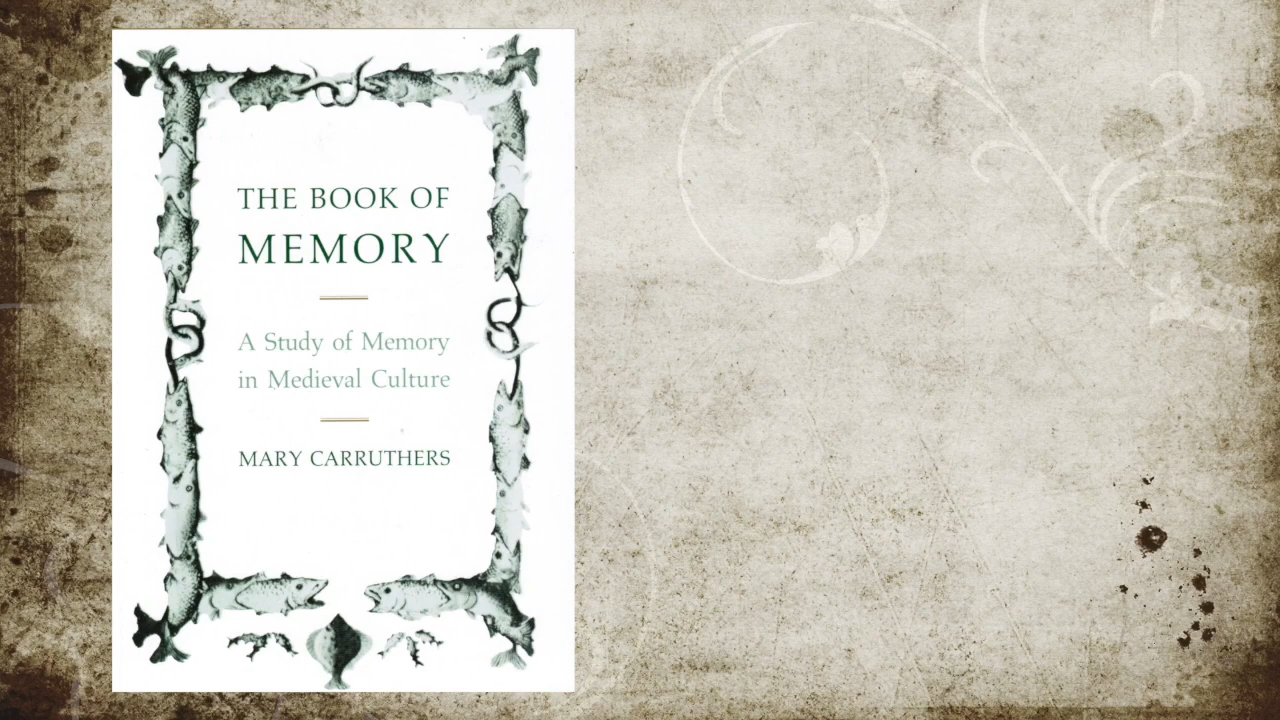 THE BOOK OF
MEMORY
A Study of Memory
in Medieval Culture
MARY CARRUTHERS